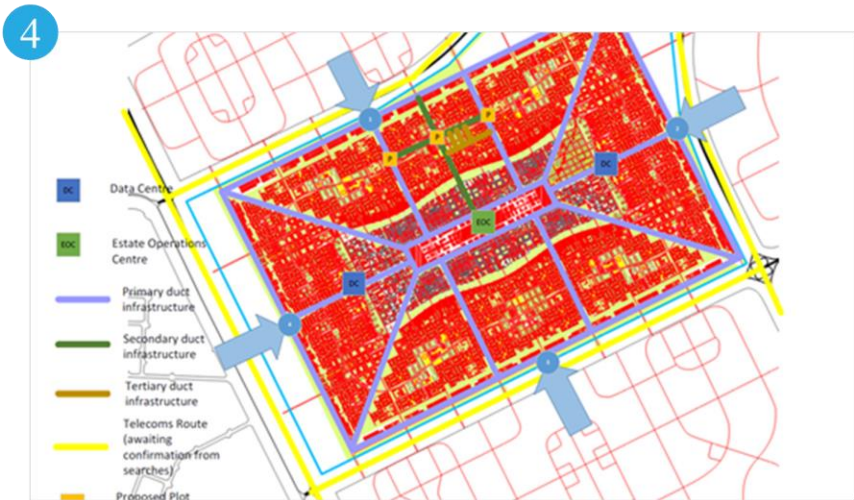 4
DC
Data Centre
EOC
Estate Operations
Centre
Primary duct
infrastructure
Secondary duct
infrastructure
Tertiary duct
infrastructure
Telecoms Route
(awaiting
confirmation from
searches)
Proposed Plot
P
P
P
DC
EOC
DC